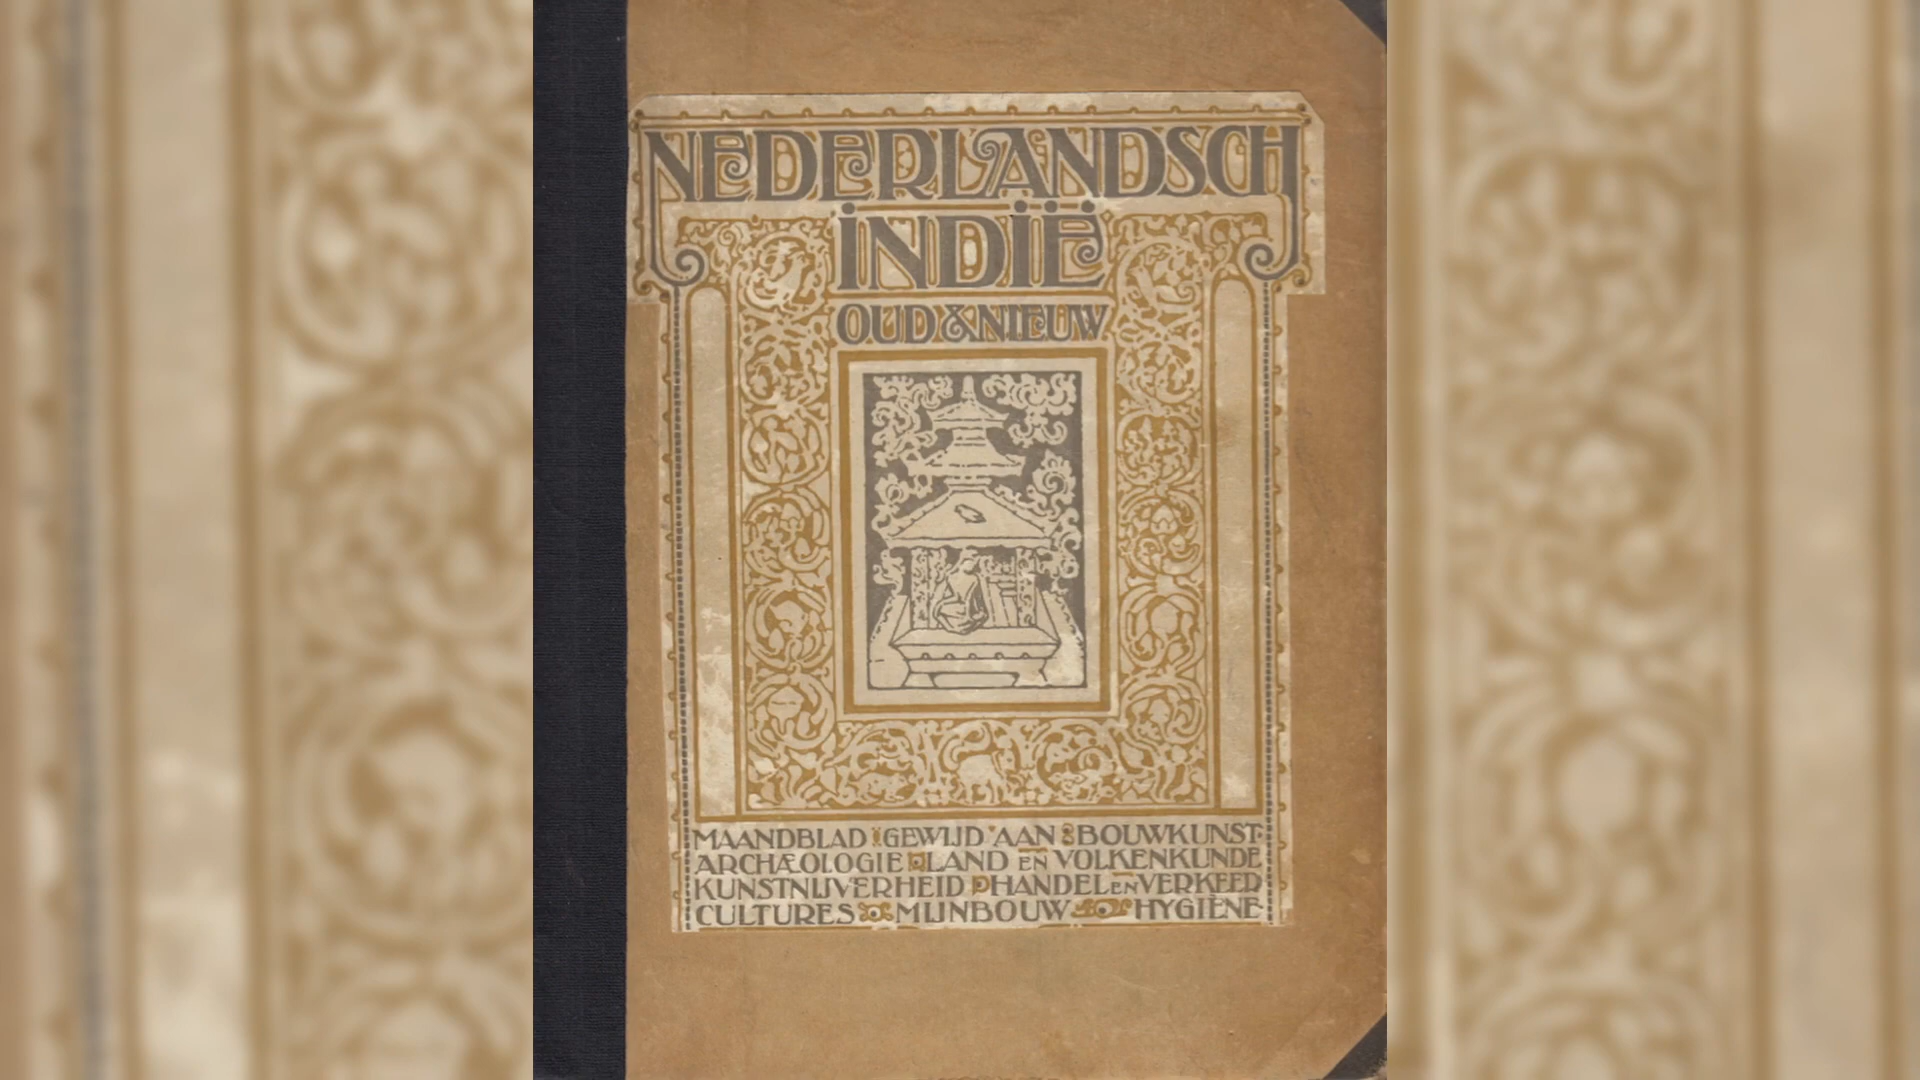 NEDERLANDSCH
INDIË
OUD & NIEUW
MAANDBLAD GEWIJD AAN BOUWKUNST
ARCHÆOLOGIE LAND EN VOLKENKUNDE
KUNSTNIJVERHEID HANDEL EN VERKEER
CULTURES MIJNBOUW HYGIËNE